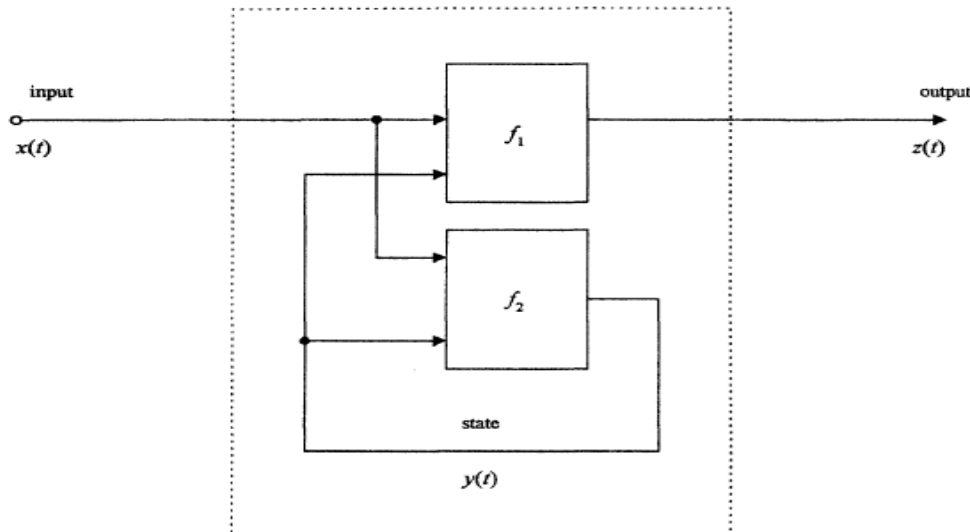 input
output
x(t)
f₁
z(t)
f₂
state
y(t)